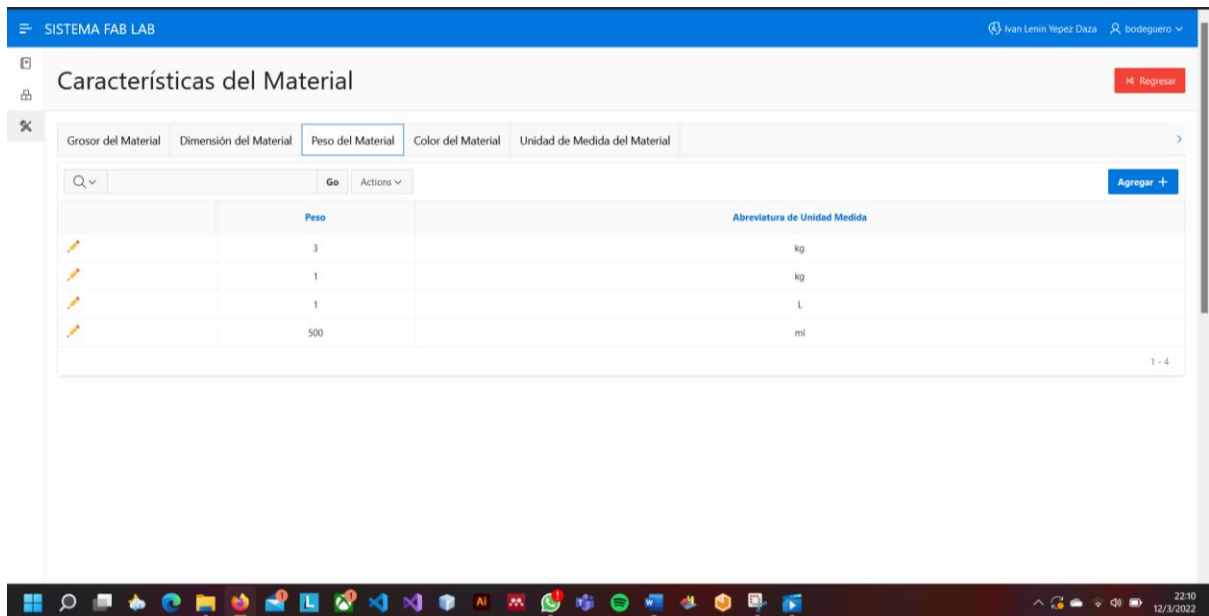 SISTEMA FAB LAB Ivan Lenin Yepez Daza bodeguero
Características del Material Regresar
Grosor del Material Dimensión del Material Peso del Material Color del Material Unidad de Medida del Material
Go Actions Agregar +
Peso Abreviatura de Unidad Medida
3 kg
1 kg
1 L
500 ml
1 - 4
L Ai W
22:10
12/3/2022